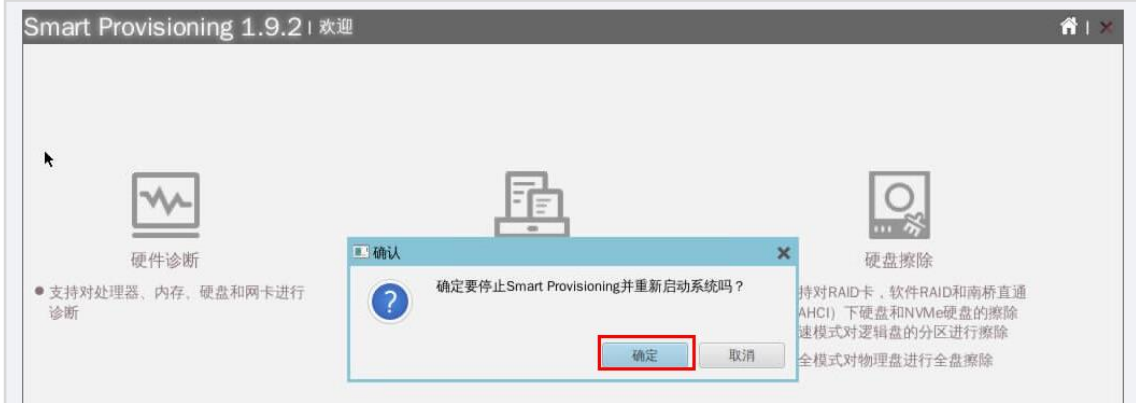 Smart Provisioning 1.9.2 | 欢迎
硬件诊断
支持对处理器、内存、硬盘和网卡进行
诊断
确认
确定要停止Smart Provisioning并重新启动系统吗？
确定
取消
硬盘擦除
持对RAID卡，软件RAID和南桥直通
AHCI）下硬盘和NVMe硬盘的擦除
速模式对逻辑盘的分区进行擦除
全模式对物理盘进行全盘擦除